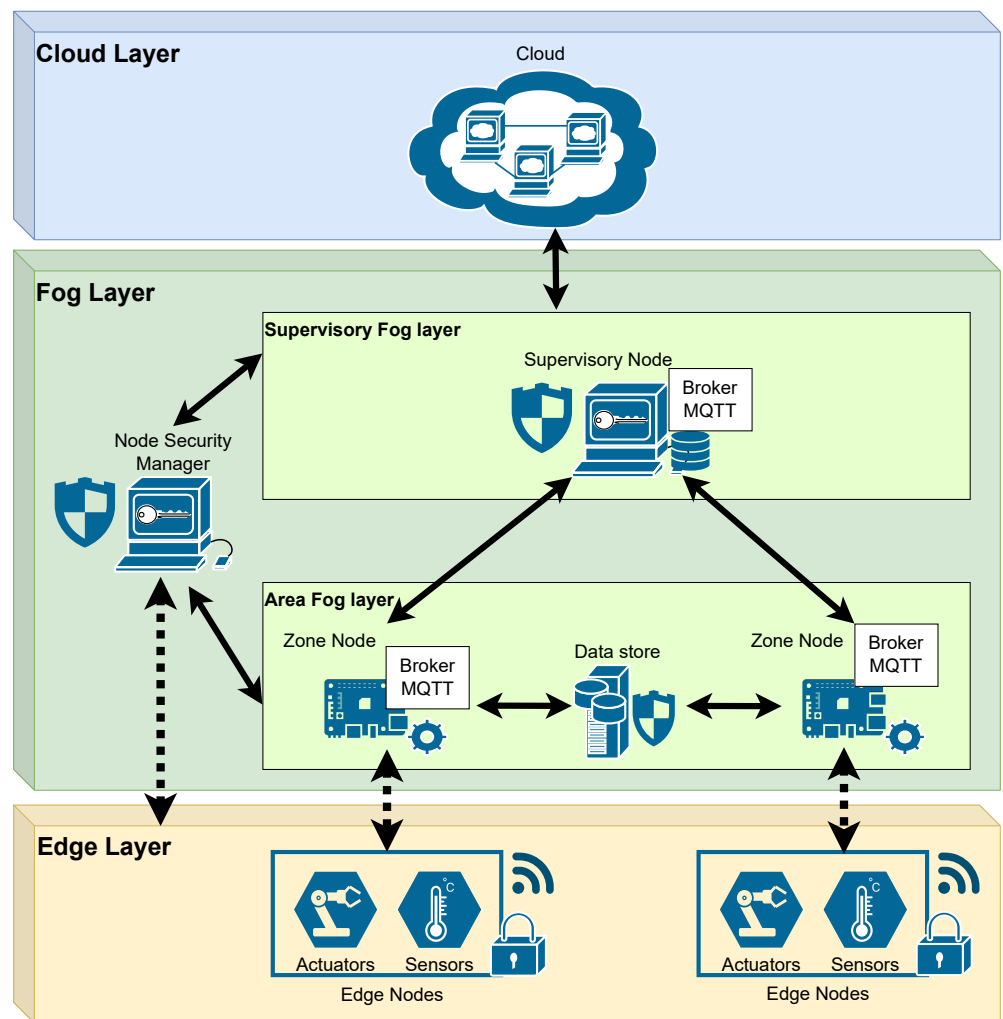 Cloud Layer
Cloud
Fog Layer
Supervisory Fog layer
Supervisory Node
Broker
MQTT
Node Security
Manager
Area Fog layer
Zone Node
Broker
MQTT
Data store
Zone Node
Broker
MQTT
Edge Layer
°C
Actuators
Sensors
Edge Nodes
°C
Actuators
Sensors
Edge Nodes